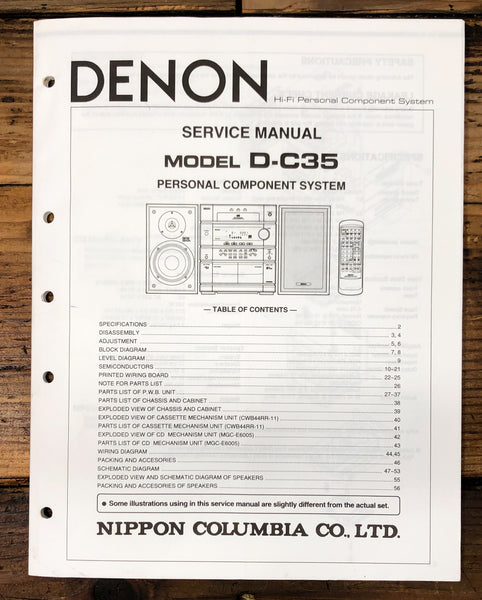 DENON
Hi-Fi Personal Component System
SERVICE MANUAL
MODEL D-C35
PERSONAL COMPONENT SYSTEM
— TABLE OF CONTENTS —
SPECIFICATIONS 2
DISASSEMBLY 3, 4
ADJUSTMENT 5, 6
BLOCK DIAGRAM 7, 8
LEVEL DIAGRAM 9
SEMICONDUCTORS 10~21
PRINTED WIRING BOARD 22~25
NOTE FOR PARTS LIST 26
PARTS LIST OF P.W.B. UNIT 27~37
PARTS LIST OF CHASSIS AND CABINET 38
EXPLODED VIEW OF CHASSIS AND CABINET 39
EXPLODED VIEW OF CASSETTE MECHANISM UNIT (CWB44RR-11) 40
PARTS LIST OF CASSETTE MECHANISM UNIT (CWB44RR-11) 41
EXPLODED VIEW OF CD MECHANISM UNIT (MGC-E6005) 42
PARTS LIST OF CD MECHANISM UNIT (MGC-E6005) 43
WIRING DIAGRAM 44,45
PACKING AND ACCESORIES 46
SCHEMATIC DIAGRAM 47~53
EXPLODED VIEW AND SCHEMATIC DIAGRAM OF SPEAKERS 55
PACKING AND ACCESORIES OF SPEAKERS 56
● Some illustrations using in this service manual are slightly different from the actual set.
NIPPON COLUMBIA CO., LTD.